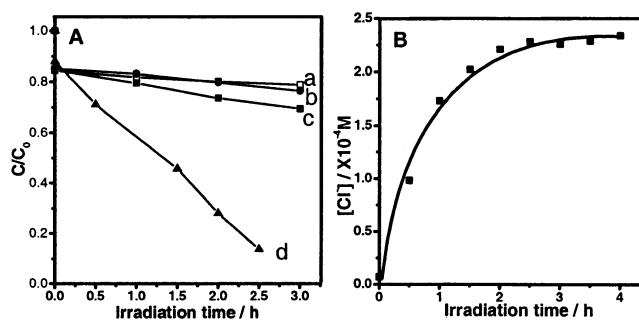 A
C/C₀
1.0
0.8
0.6
0.4
0.2
0.0
a
b
c
d
0.0 0.5 1.0 1.5 2.0 2.5 3.0
Irradiation time / h
B
[Cl⁻] / X10⁻⁴M
2.5
2.0
1.5
1.0
0.5
0.0
0 1 2 3 4
Irradiation time / h